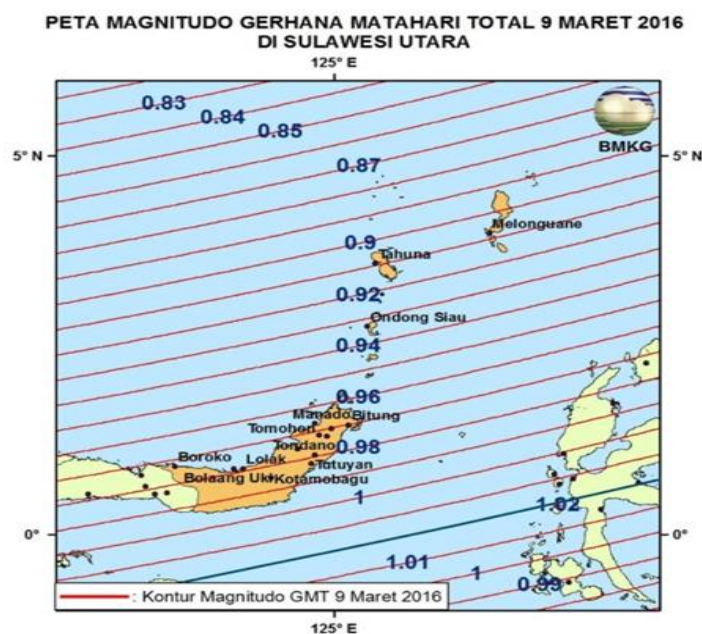 PETA MAGNITUDO GERHANA MATAHARI TOTAL 9 MARET 2016
DI SULAWESI UTARA
125° E
0.83
0.84
0.85
BMKG
5° N
0.87
5° N
Melonguane
0.9
Tahuna
0.92
Ondong Siau
0.94
0.96
Manado Bitung
Tomohon
Tondano 0.98
Boroko Lolak
Tutuyan
Bolaang Uki Kotamobagu
1
1.02
0°
0°
1.01
1
0.99
: Kontur Magnitudo GMT 9 Maret 2016
125° E